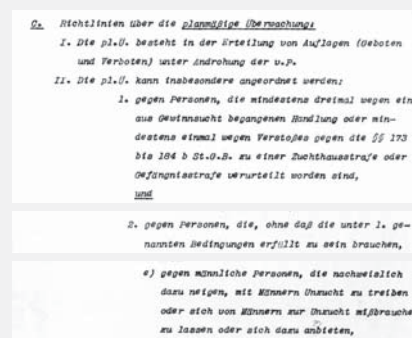 C. Richtlinien über die planmäßige Überwachung:
I. Die pl.Ü. besteht in der Erteilung von Auflagen (Geboten
und Verboten) unter Androhung der v.P.
II. Die pl.Ü. kann insbesondere angeordnet werden:
1. gegen Personen, die mindestens dreimal wegen ein
aus Gewinnsucht begangenen Handlung oder min-
destens einmal wegen Verstoßes gegen die §§ 173
bis 184 b St.G.B. zu einer Zuchthausstrafe oder
Gefängnisstrafe verurteilt worden sind,
und
2. gegen Personen, die, ohne daß die unter 1. ge-
nannten Bedingungen erfüllt zu sein brauchen,
e) gegen männliche Personen, die nachweislich
dazu neigen, mit Männern Unzucht zu treiben
oder sich von Männern zur Unzucht mißbrauche
zu lassen oder sich dazu anbieten,